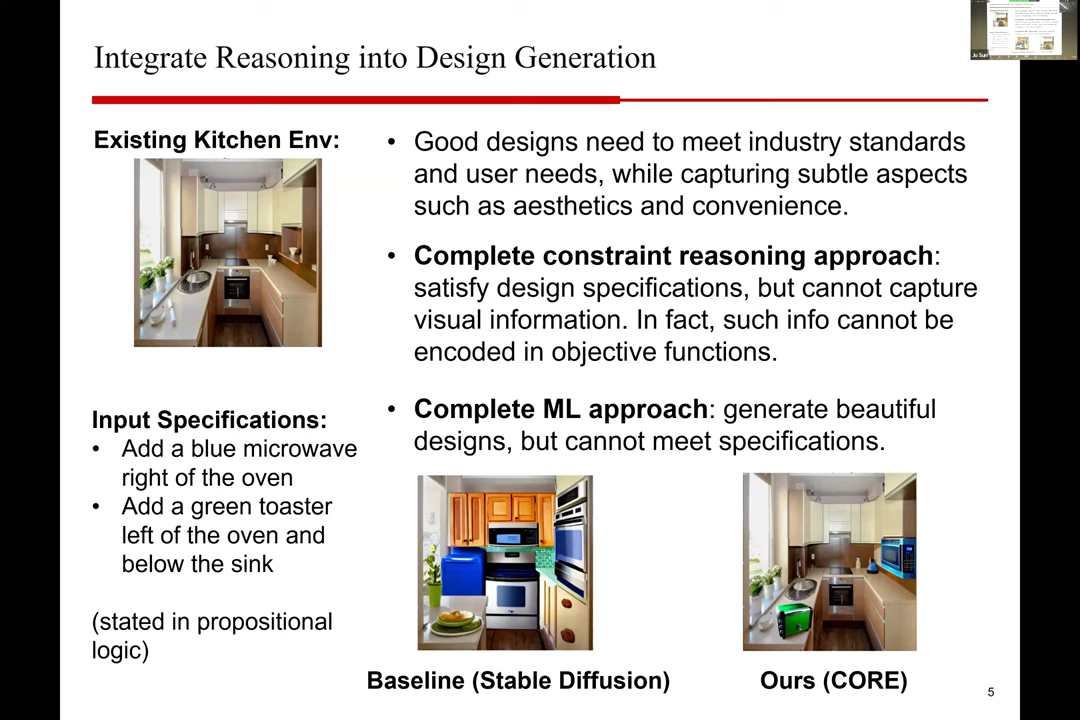 Integrate Reasoning into Design Generation
Existing Kitchen Env:
• Good designs need to meet industry standards
and user needs, while capturing subtle aspects
such as aesthetics and convenience.
• Complete constraint reasoning approach:
satisfy design specifications, but cannot capture
visual information. In fact, such info cannot be
encoded in objective functions.
• Complete ML approach: generate beautiful
designs, but cannot meet specifications.
Input Specifications:
• Add a blue microwave
right of the oven
• Add a green toaster
left of the oven and
below the sink
(stated in propositional
logic)
Baseline (Stable Diffusion)
Ours (CORE)
5
Ju Sun